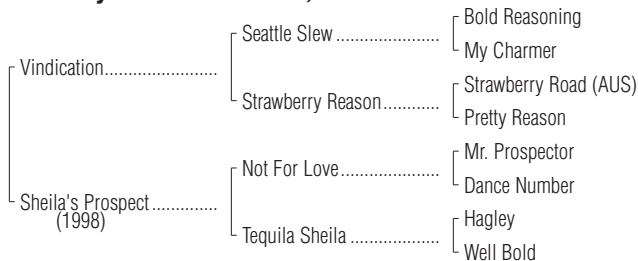 Bold Reasoning
Seattle Slew
My Charmer
Vindication
Strawberry Road (AUS)
Strawberry Reason
Pretty Reason
Mr. Prospector
Not For Love
Dance Number
Sheila's Prospect
(1998)
Hagley
Tequila Sheila
Well Bold